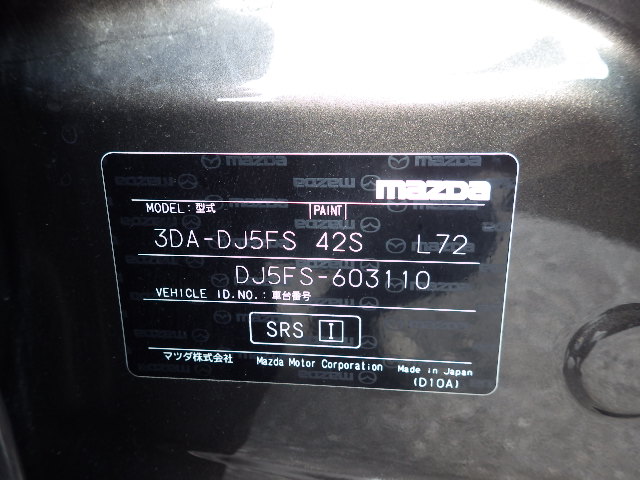 mazda
MODEL：型式 PAINT
3DA-DJ5FS 42S L72
DJ5FS-603110
VEHICLE ID.NO.：車台番号
SRS I
マツダ株式会社 Mazda Motor Corporation Made in Japan
(D10A)